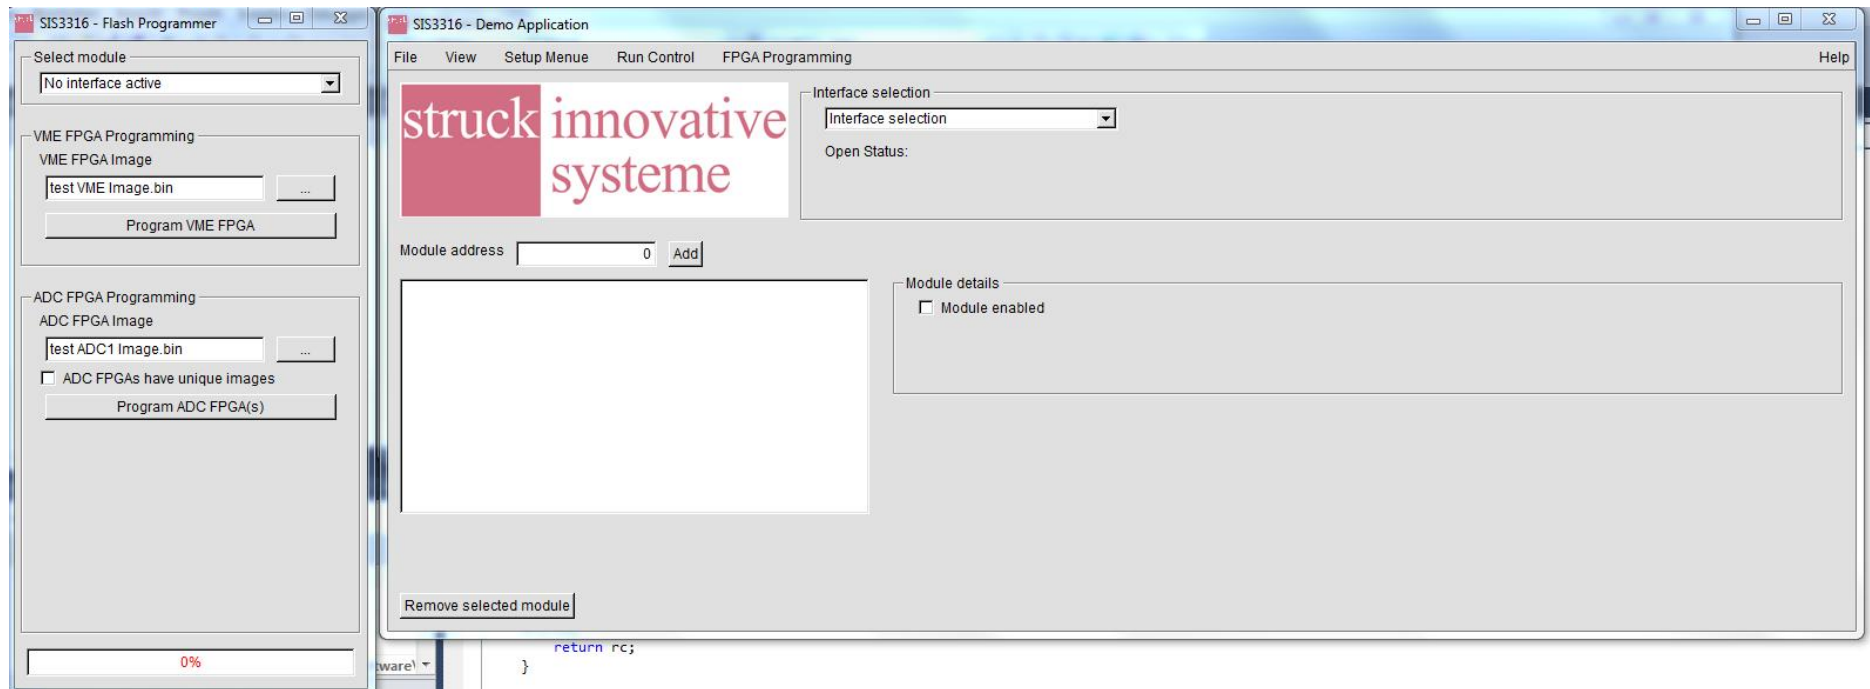 SIS3316 - Flash Programmer
Select module
No interface active
VME FPGA Programming
VME FPGA Image
test VME Image.bin
...
Program VME FPGA
ADC FPGA Programming
ADC FPGA Image
test ADC1 Image.bin
...
ADC FPGAs have unique images
Program ADC FPGA(s)
0%
SIS3316 - Demo Application
File View Setup Menue Run Control FPGA Programming Help
struck innovative
systeme
Interface selection
Interface selection
Open Status:
Module address 0 Add
Module details
Module enabled
Remove selected module
return rc;
}